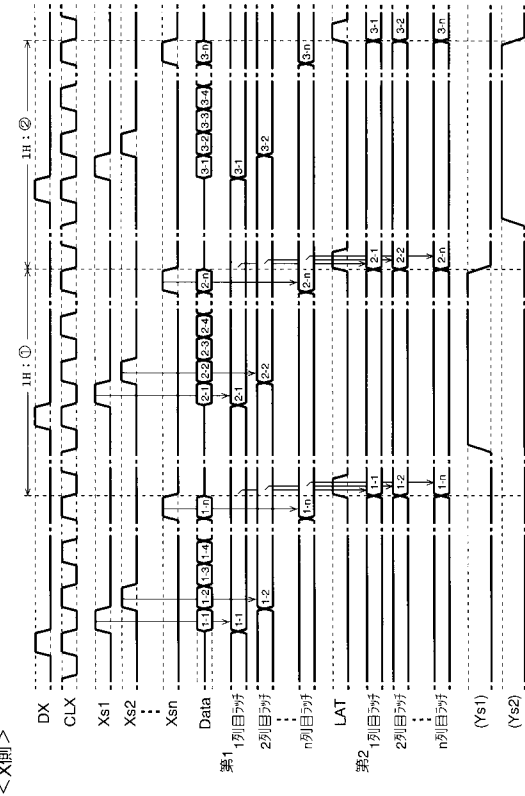 <X側>
1H:①
1H:②
DX
CLX
Xs1
Xs2
Xsn
Data
1-1 1-2 1-3 1-4 1-n 2-1 2-2 2-3 2-4 2-n 3-1 3-2 3-3 3-4 3-n
第1
1列目ラッチ
1-1 2-1 3-1
2列目ラッチ
1-2 2-2 3-2
n列目ラッチ
1-n 2-n 3-n
LAT
第2
1列目ラッチ
1-1 2-1 3-1
2列目ラッチ
1-2 2-2 3-2
n列目ラッチ
1-n 2-n 3-n
(Ys1)
(Ys2)